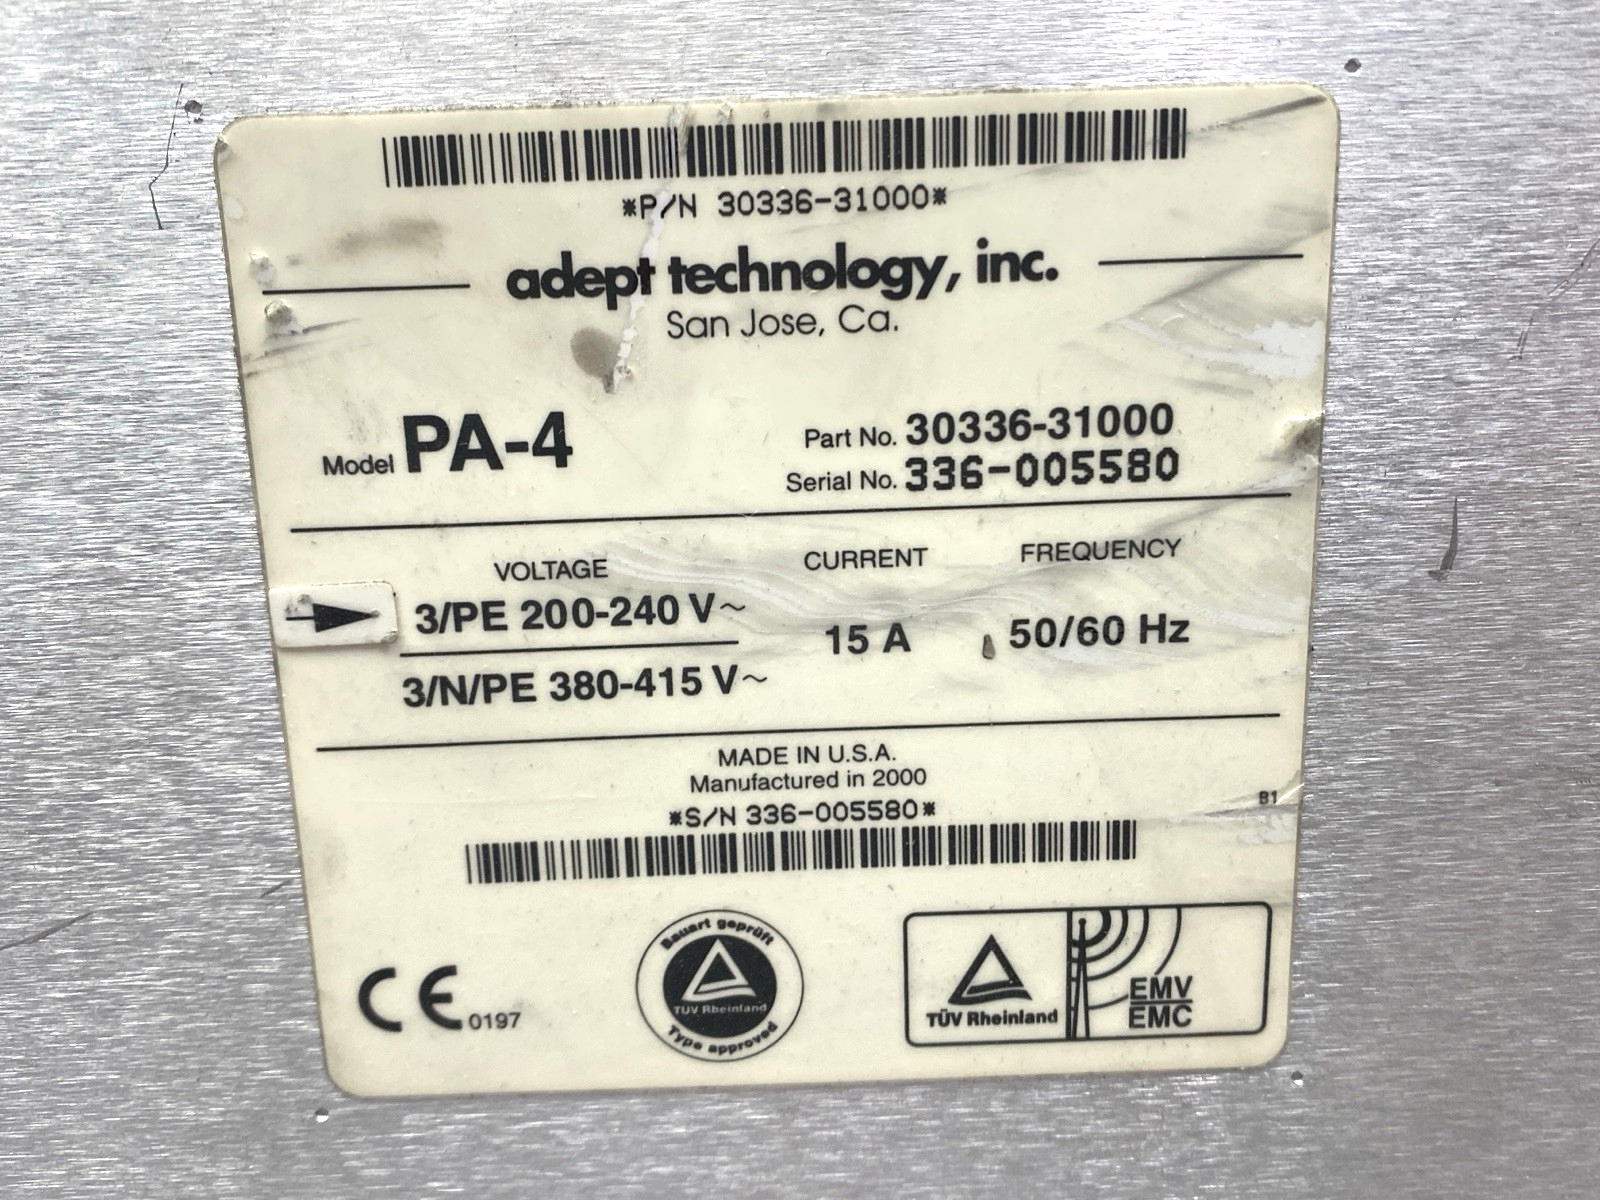 *P/N 30336-31000*
adept technology, inc.
San Jose, Ca.
Model PA-4
Part No. 30336-31000
Serial No. 336-005580
VOLTAGE CURRENT FREQUENCY
3/PE 200-240 V~
3/N/PE 380-415 V~
15 A
50/60 Hz
MADE IN U.S.A.
Manufactured in 2000
*S/N 336-005580*
B1
CE 0197
Bauart geprüft
TÜV Rheinland
Type approved
TÜV Rheinland
EMV
EMC